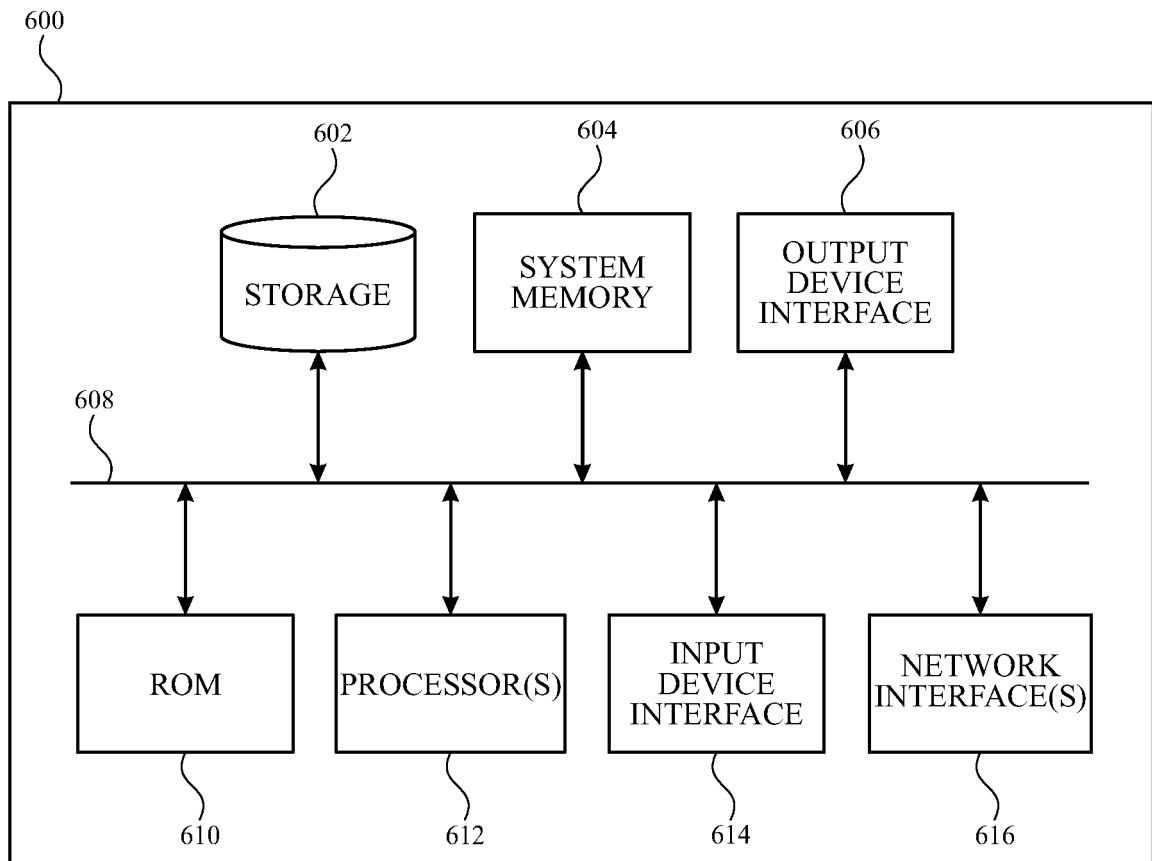 600
602
604
606
STORAGE
SYSTEM
MEMORY
OUTPUT
DEVICE
INTERFACE
608
ROM
PROCESSOR(S)
INPUT
DEVICE
INTERFACE
NETWORK
INTERFACE(S)
610
612
614
616